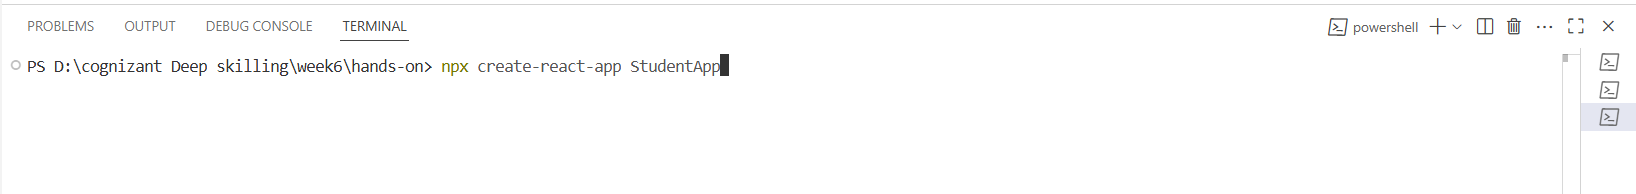 PROBLEMS OUTPUT DEBUG CONSOLE TERMINAL powershell
PS D:\cognizant Deep skilling\week6\hands-on> npx create-react-app StudentApp